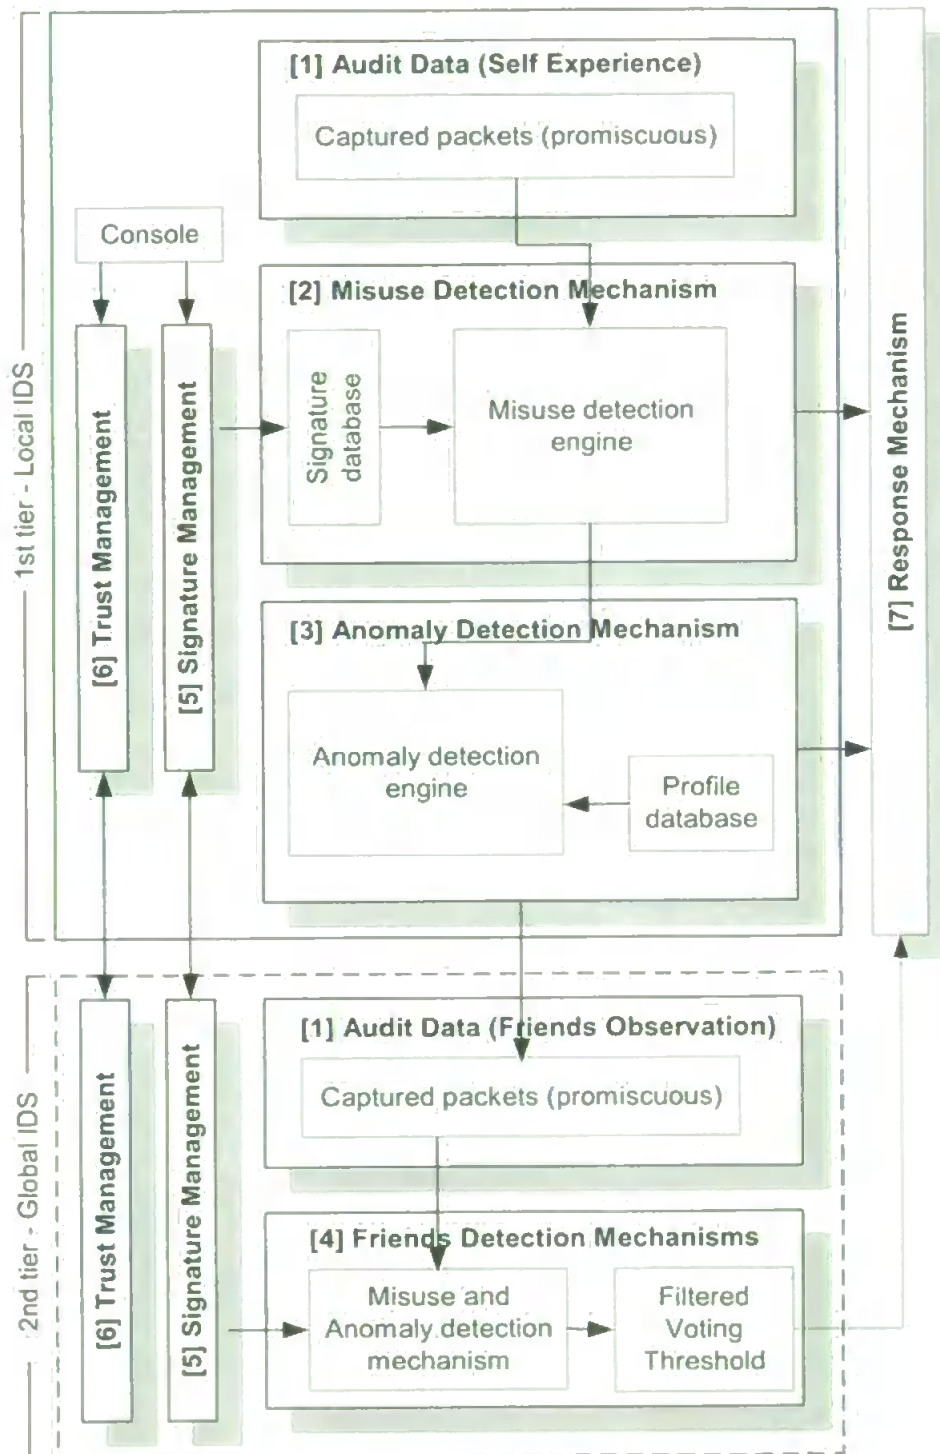 [1] Audit Data (Self Experience)
Captured packets (promiscuous)
Console
[2] Misuse Detection Mechanism
Signature
database
Misuse detection
engine
1st tier - Local IDS
[6] Trust Management
[5] Signature Management
[7] Response Mechanism
[3] Anomaly Detection Mechanism
Anomaly detection
engine
Profile
database
[1] Audit Data (Friends Observation)
Captured packets (promiscuous)
2nd tier - Global IDS
[6] Trust Management
[5] Signature Management
[4] Friends Detection Mechanisms
Misuse and
Anomaly detection
mechanism
Filtered
Voting
Threshold